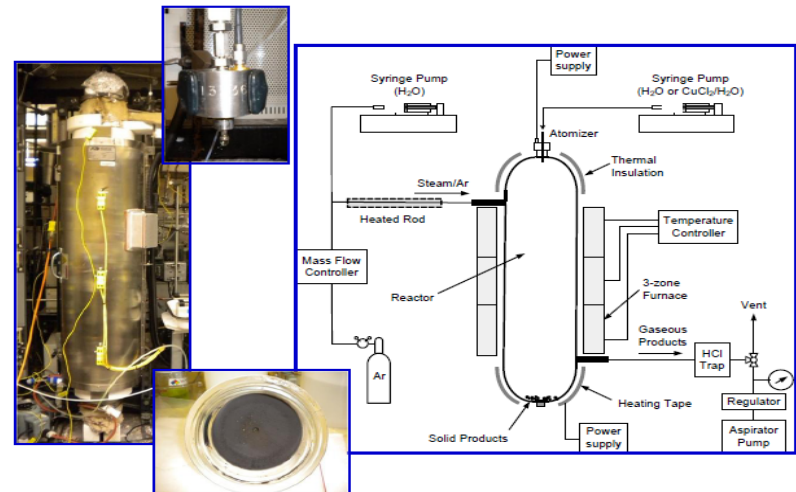 Power
supply
Syringe Pump
(H₂O)
Syringe Pump
(H₂O or CuCl₂/H₂O)
Atomizer
Thermal
Insulation
Steam/Ar
Heated Rod
Temperature
Controller
Mass Flow
Controller
Reactor
3-zone
Furnace
Vent
Gaseous
Products
HCl
Trap
Ar
Heating Tape
Regulator
Solid Products
Power
supply
Aspirator
Pump